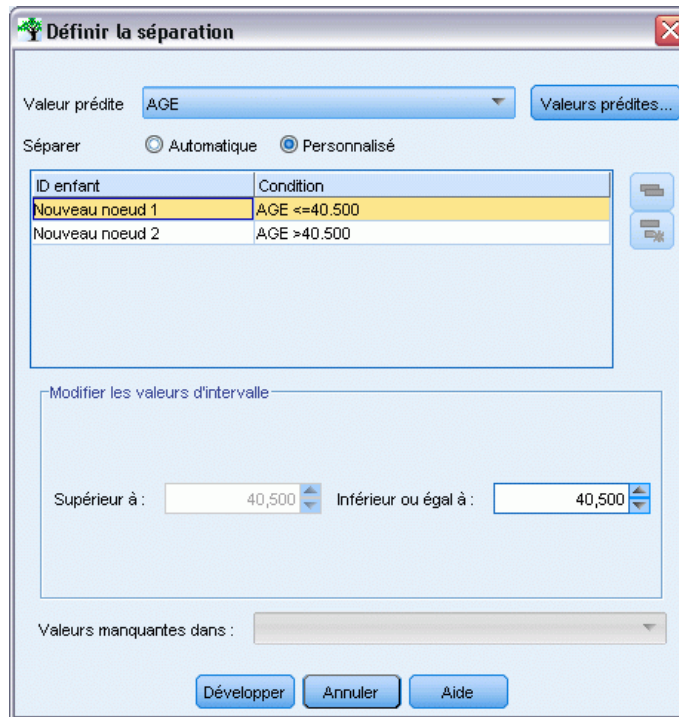 Définir la séparation
Valeur prédite AGE Valeurs prédites...
Séparer Automatique Personnalisé
ID enfant Condition
Nouveau noeud 1 AGE <=40.500
Nouveau noeud 2 AGE >40.500
Modifier les valeurs d'intervalle
Supérieur à : 40,500 Inférieur ou égal à : 40,500
Valeurs manquantes dans :
Développer Annuler Aide